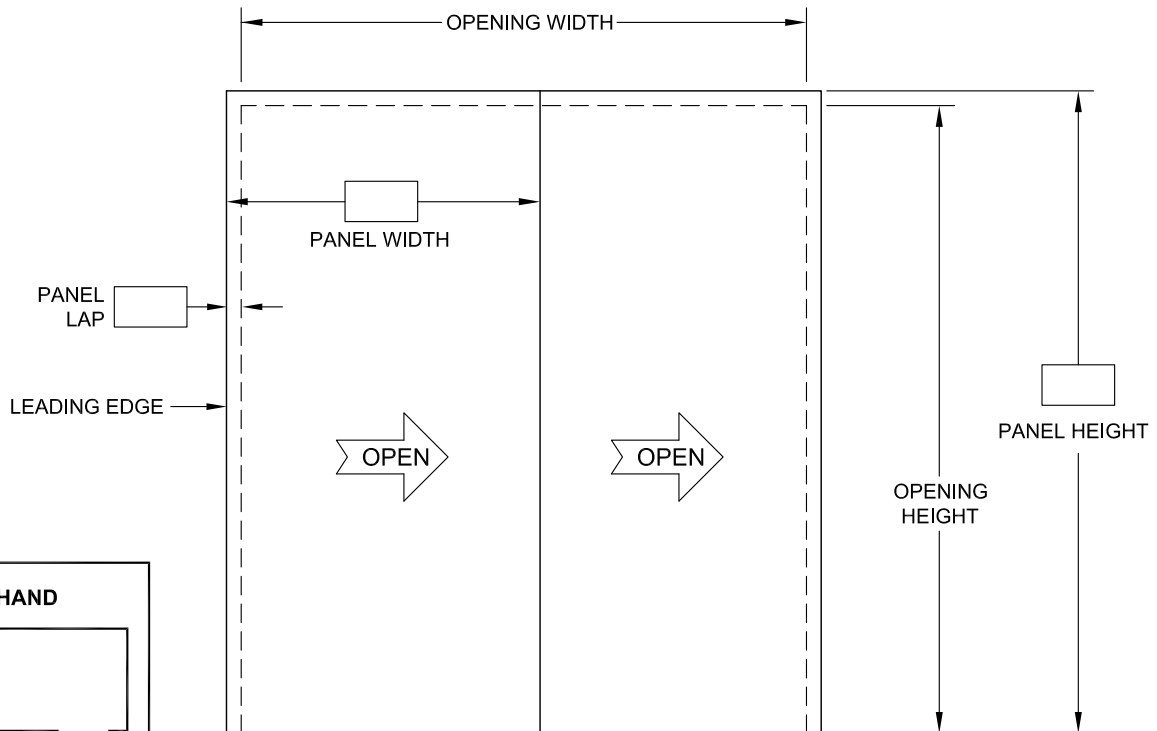 OPENING WIDTH
PANEL WIDTH
PANEL
LAP
LEADING EDGE
OPEN
OPEN
PANEL HEIGHT
OPENING
HEIGHT
HAND